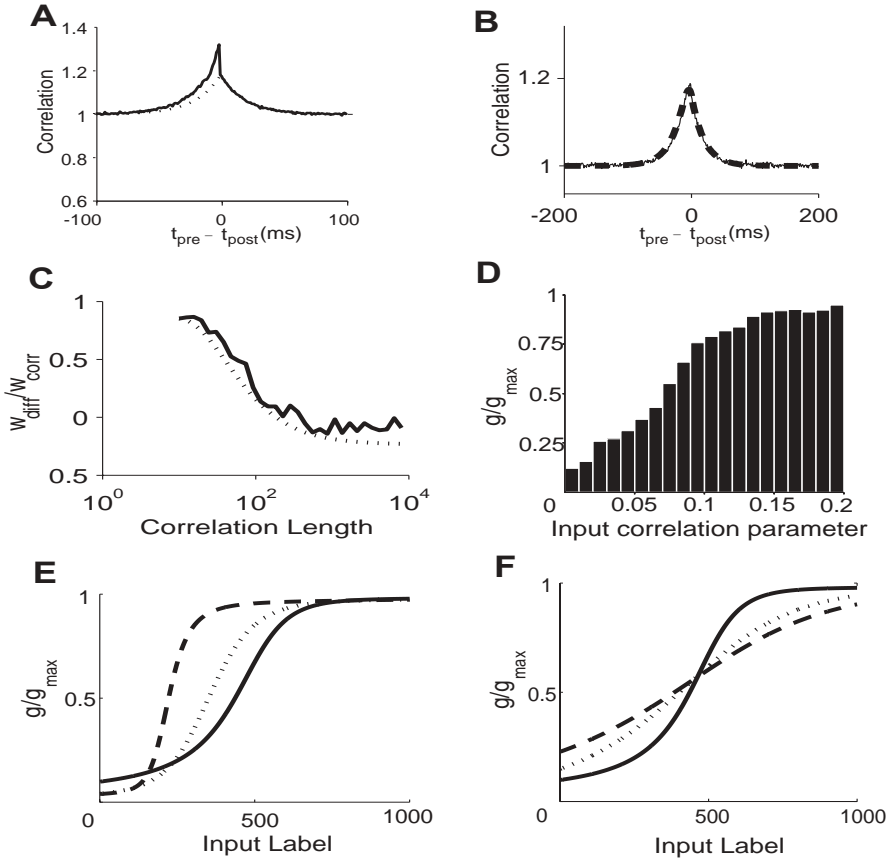 A
1.4
1.2
1
0.8
0.6
-100
0
100
Correlation
t_pre – t_post (ms)
B
1.2
1
-200
0
200
Correlation
t_pre – t_post (ms)
C
1
0.5
0
0.5
10^0
10^2
10^4
w_diff/w_corr
Correlation Length
D
1
0.75
0.5
0.25
0
0.05
0.1
0.15
0.2
g/g_max
Input correlation parameter
E
1
0.5
0
500
1000
g/g_max
Input Label
F
1
0.5
0
500
1000
g/g_max
Input Label